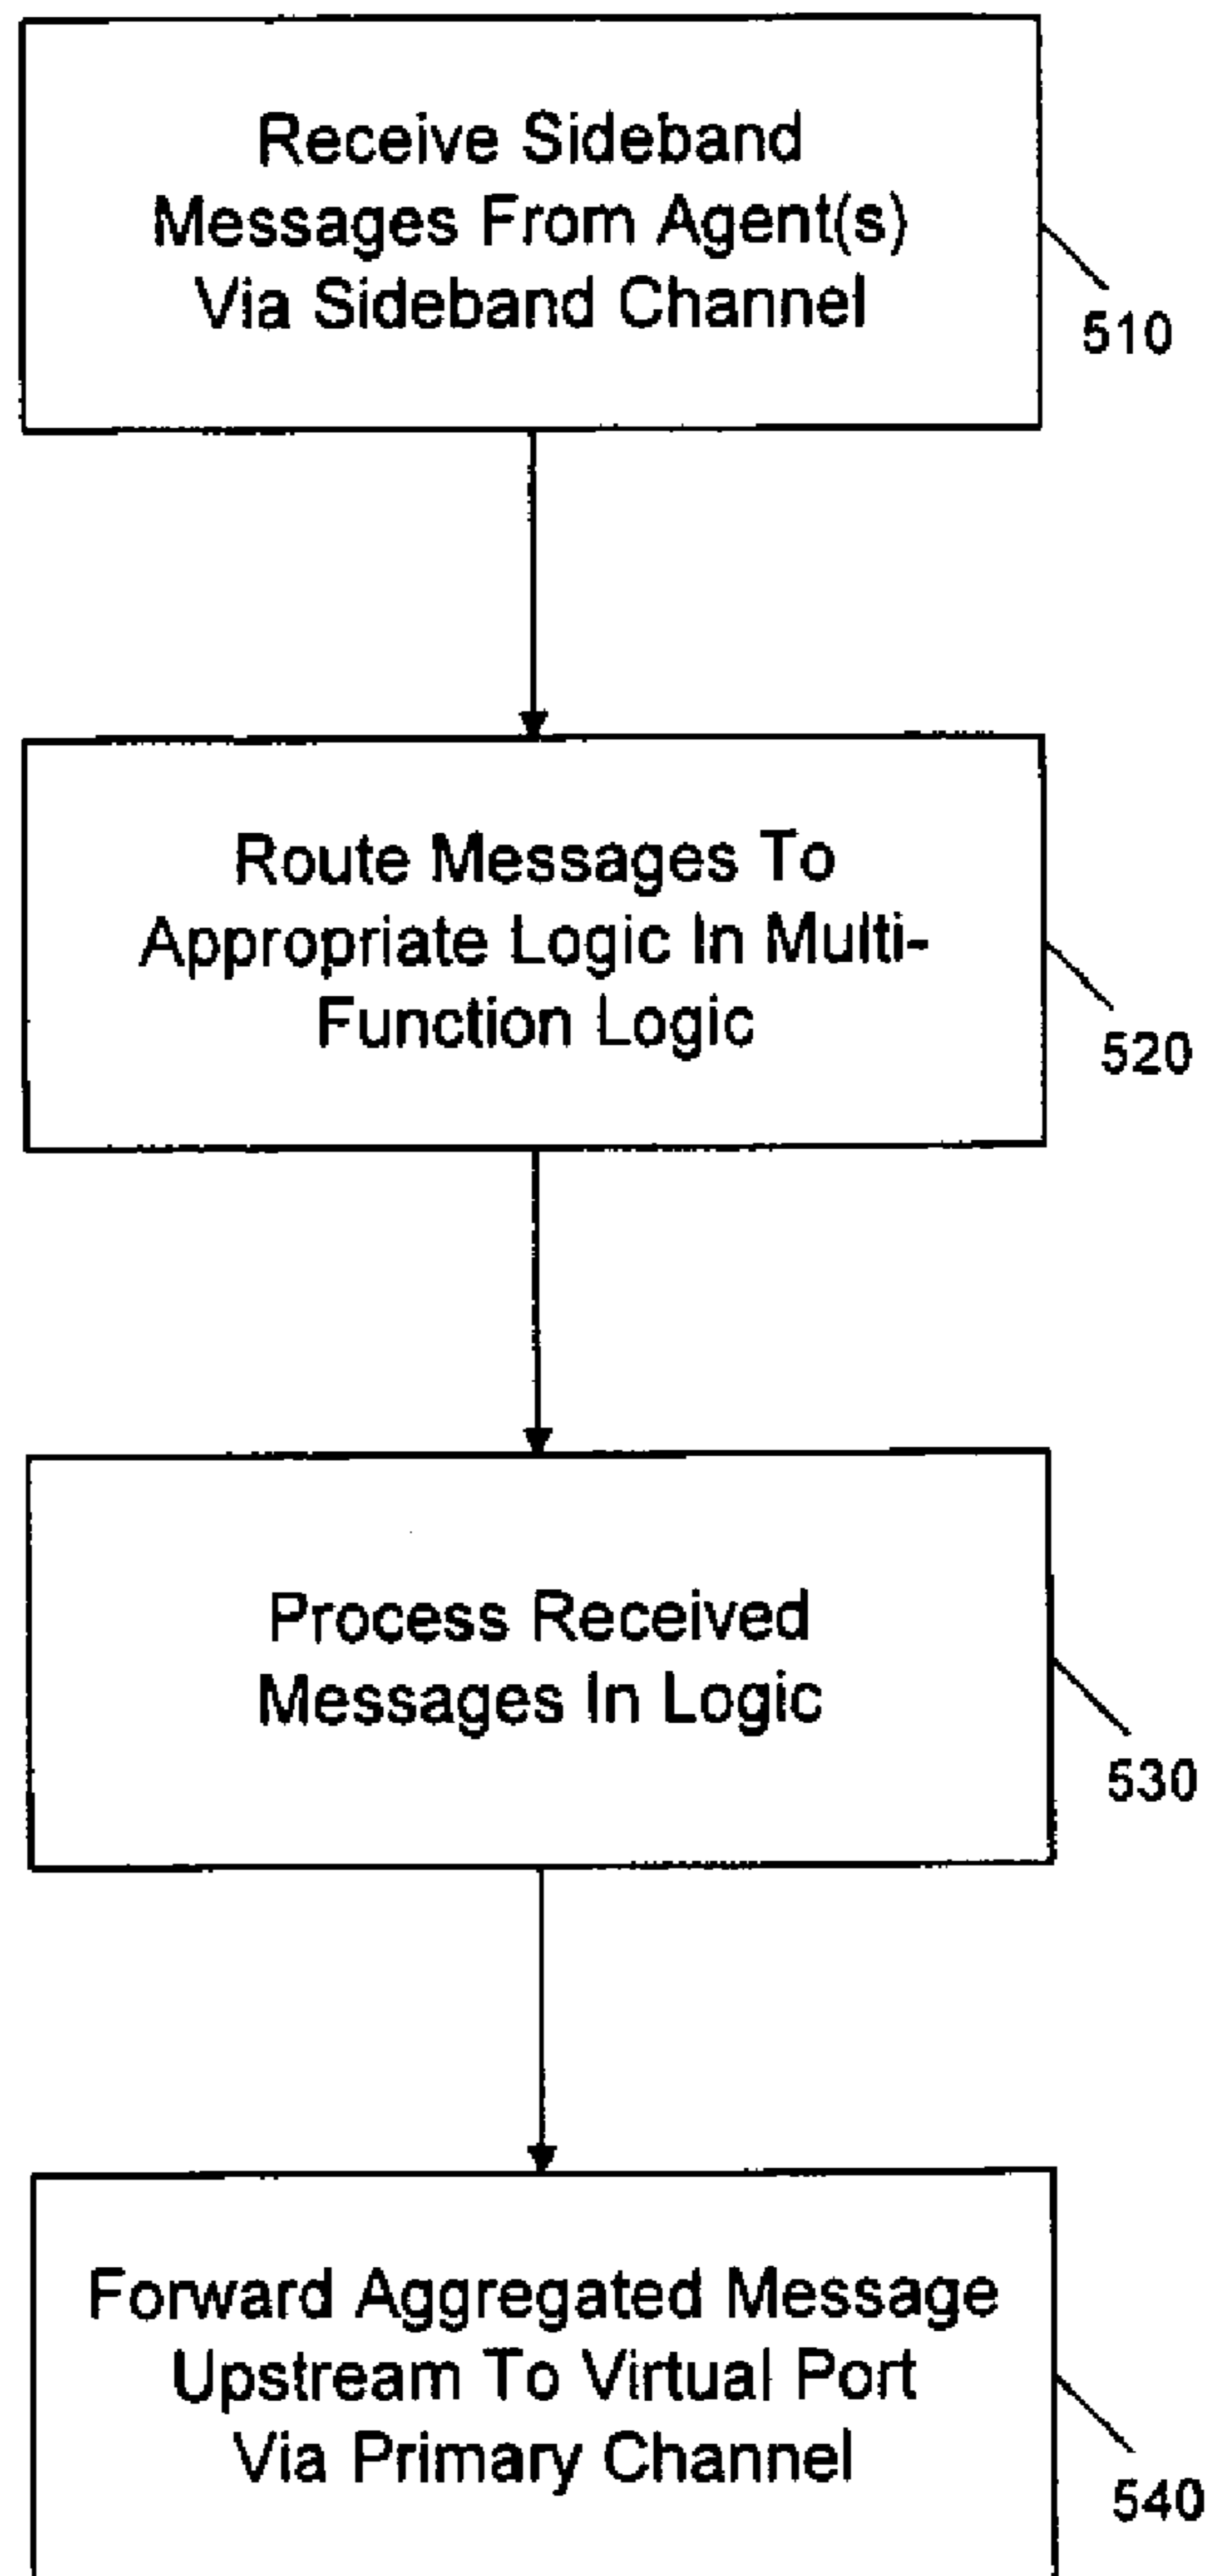 Receive Sideband
Messages From Agent(s)
Via Sideband Channel
510
Route Messages To
Appropriate Logic In Multi-
Function Logic
520
Process Received
Messages In Logic
530
Forward Aggregated Message
Upstream To Virtual Port
Via Primary Channel
540